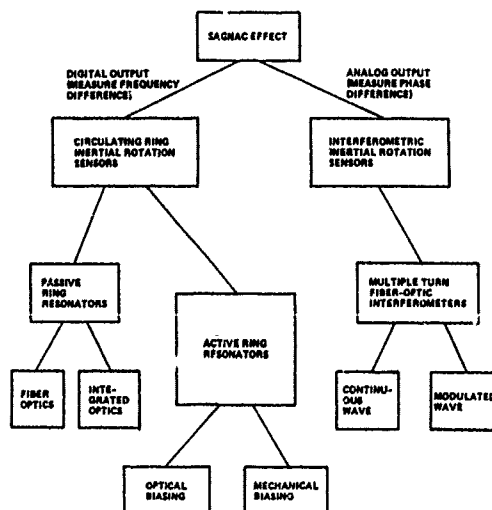 SAGNAC EFFECT
DIGITAL OUTPUT
(MEASURE FREQUENCY
DIFFERENCE)
ANALOG OUTPUT
(MEASURE PHASE
DIFFERENCE)
CIRCULATING RING
INERTIAL ROTATION
SENSORS
INTERFEROMETRIC
INERTIAL ROTATION
SENSORS
PASSIVE
RING
RESONATORS
ACTIVE RING
RESONATORS
MULTIPLE TURN
FIBER-OPTIC
INTERFEROMETERS
FIBER
OPTICS
INTE-
GRATED
OPTICS
CONTINU-
OUS
WAVE
MODULATED
WAVE
OPTICAL
BIASING
MECHANICAL
BIASING